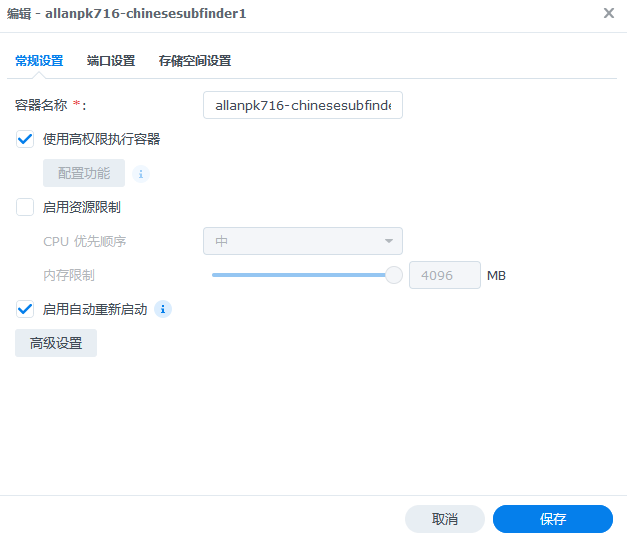 编辑 - allanpk716-chinesesubfinder1
常规设置 端口设置 存储空间设置
容器名称 *: allanpk716-chinesesubfinde
使用高权限执行容器
配置功能
启用资源限制
CPU 优先顺序 中
内存限制 4096 MB
启用自动重新启动
高级设置
取消 保存